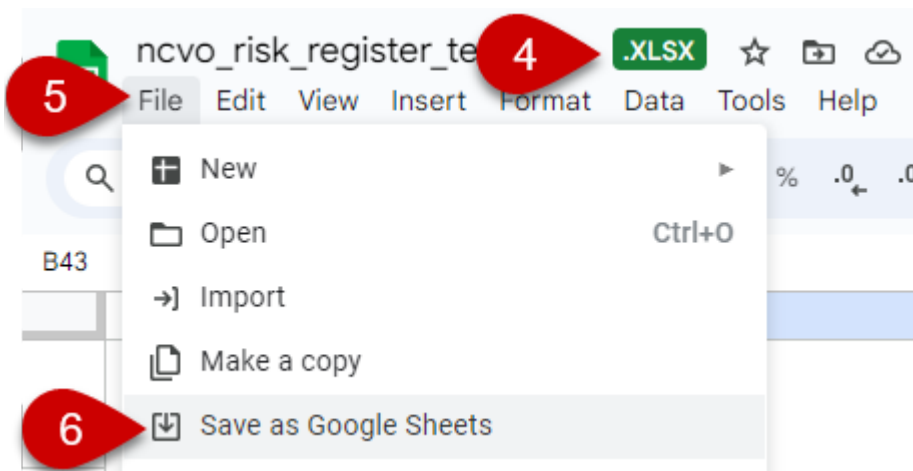 ncvo_risk_register_te 4 .XLSX
5 File Edit View Insert Format Data Tools Help
New
% .0
Open Ctrl+O
B43
Import
Make a copy
6 Save as Google Sheets